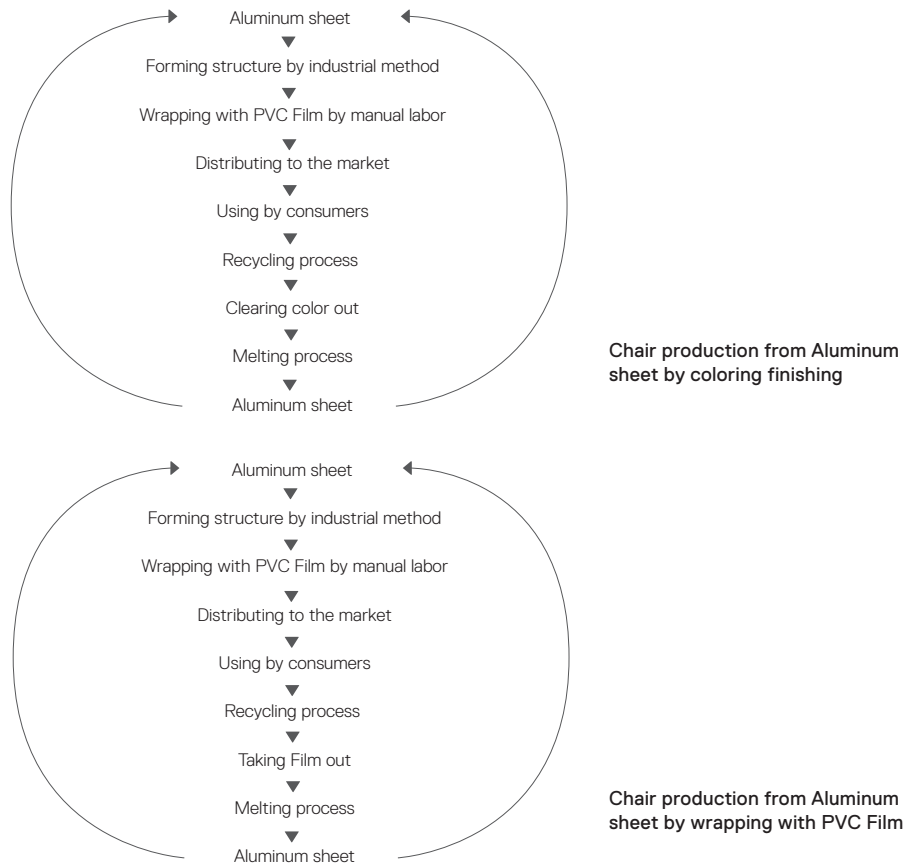 Aluminum sheet
Forming structure by industrial method
Wrapping with PVC Film by manual labor
Distributing to the market
Using by consumers
Recycling process
Clearing color out
Melting process
Aluminum sheet
Chair production from Aluminum
sheet by coloring finishing
Aluminum sheet
Forming structure by industrial method
Wrapping with PVC Film by manual labor
Distributing to the market
Using by consumers
Recycling process
Taking Film out
Melting process
Aluminum sheet
Chair production from Aluminum
sheet by wrapping with PVC Film